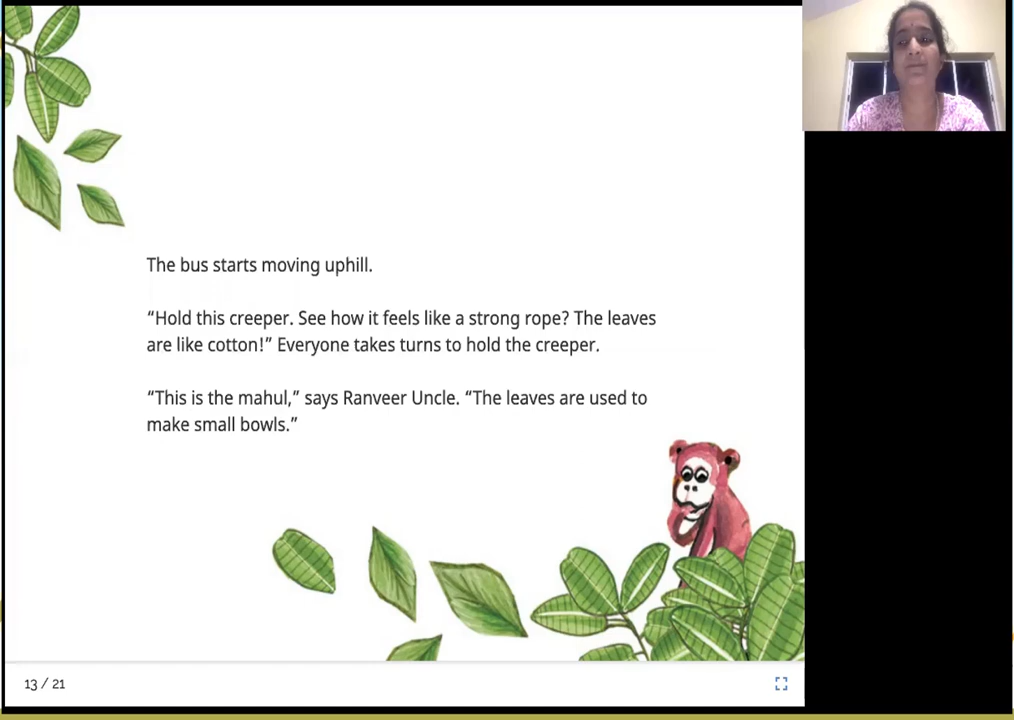 The bus starts moving uphill.
“Hold this creeper. See how it feels like a strong rope? The leaves
are like cotton!” Everyone takes turns to hold the creeper.
“This is the mahul,” says Ranveer Uncle. “The leaves are used to
make small bowls.”
13 / 21